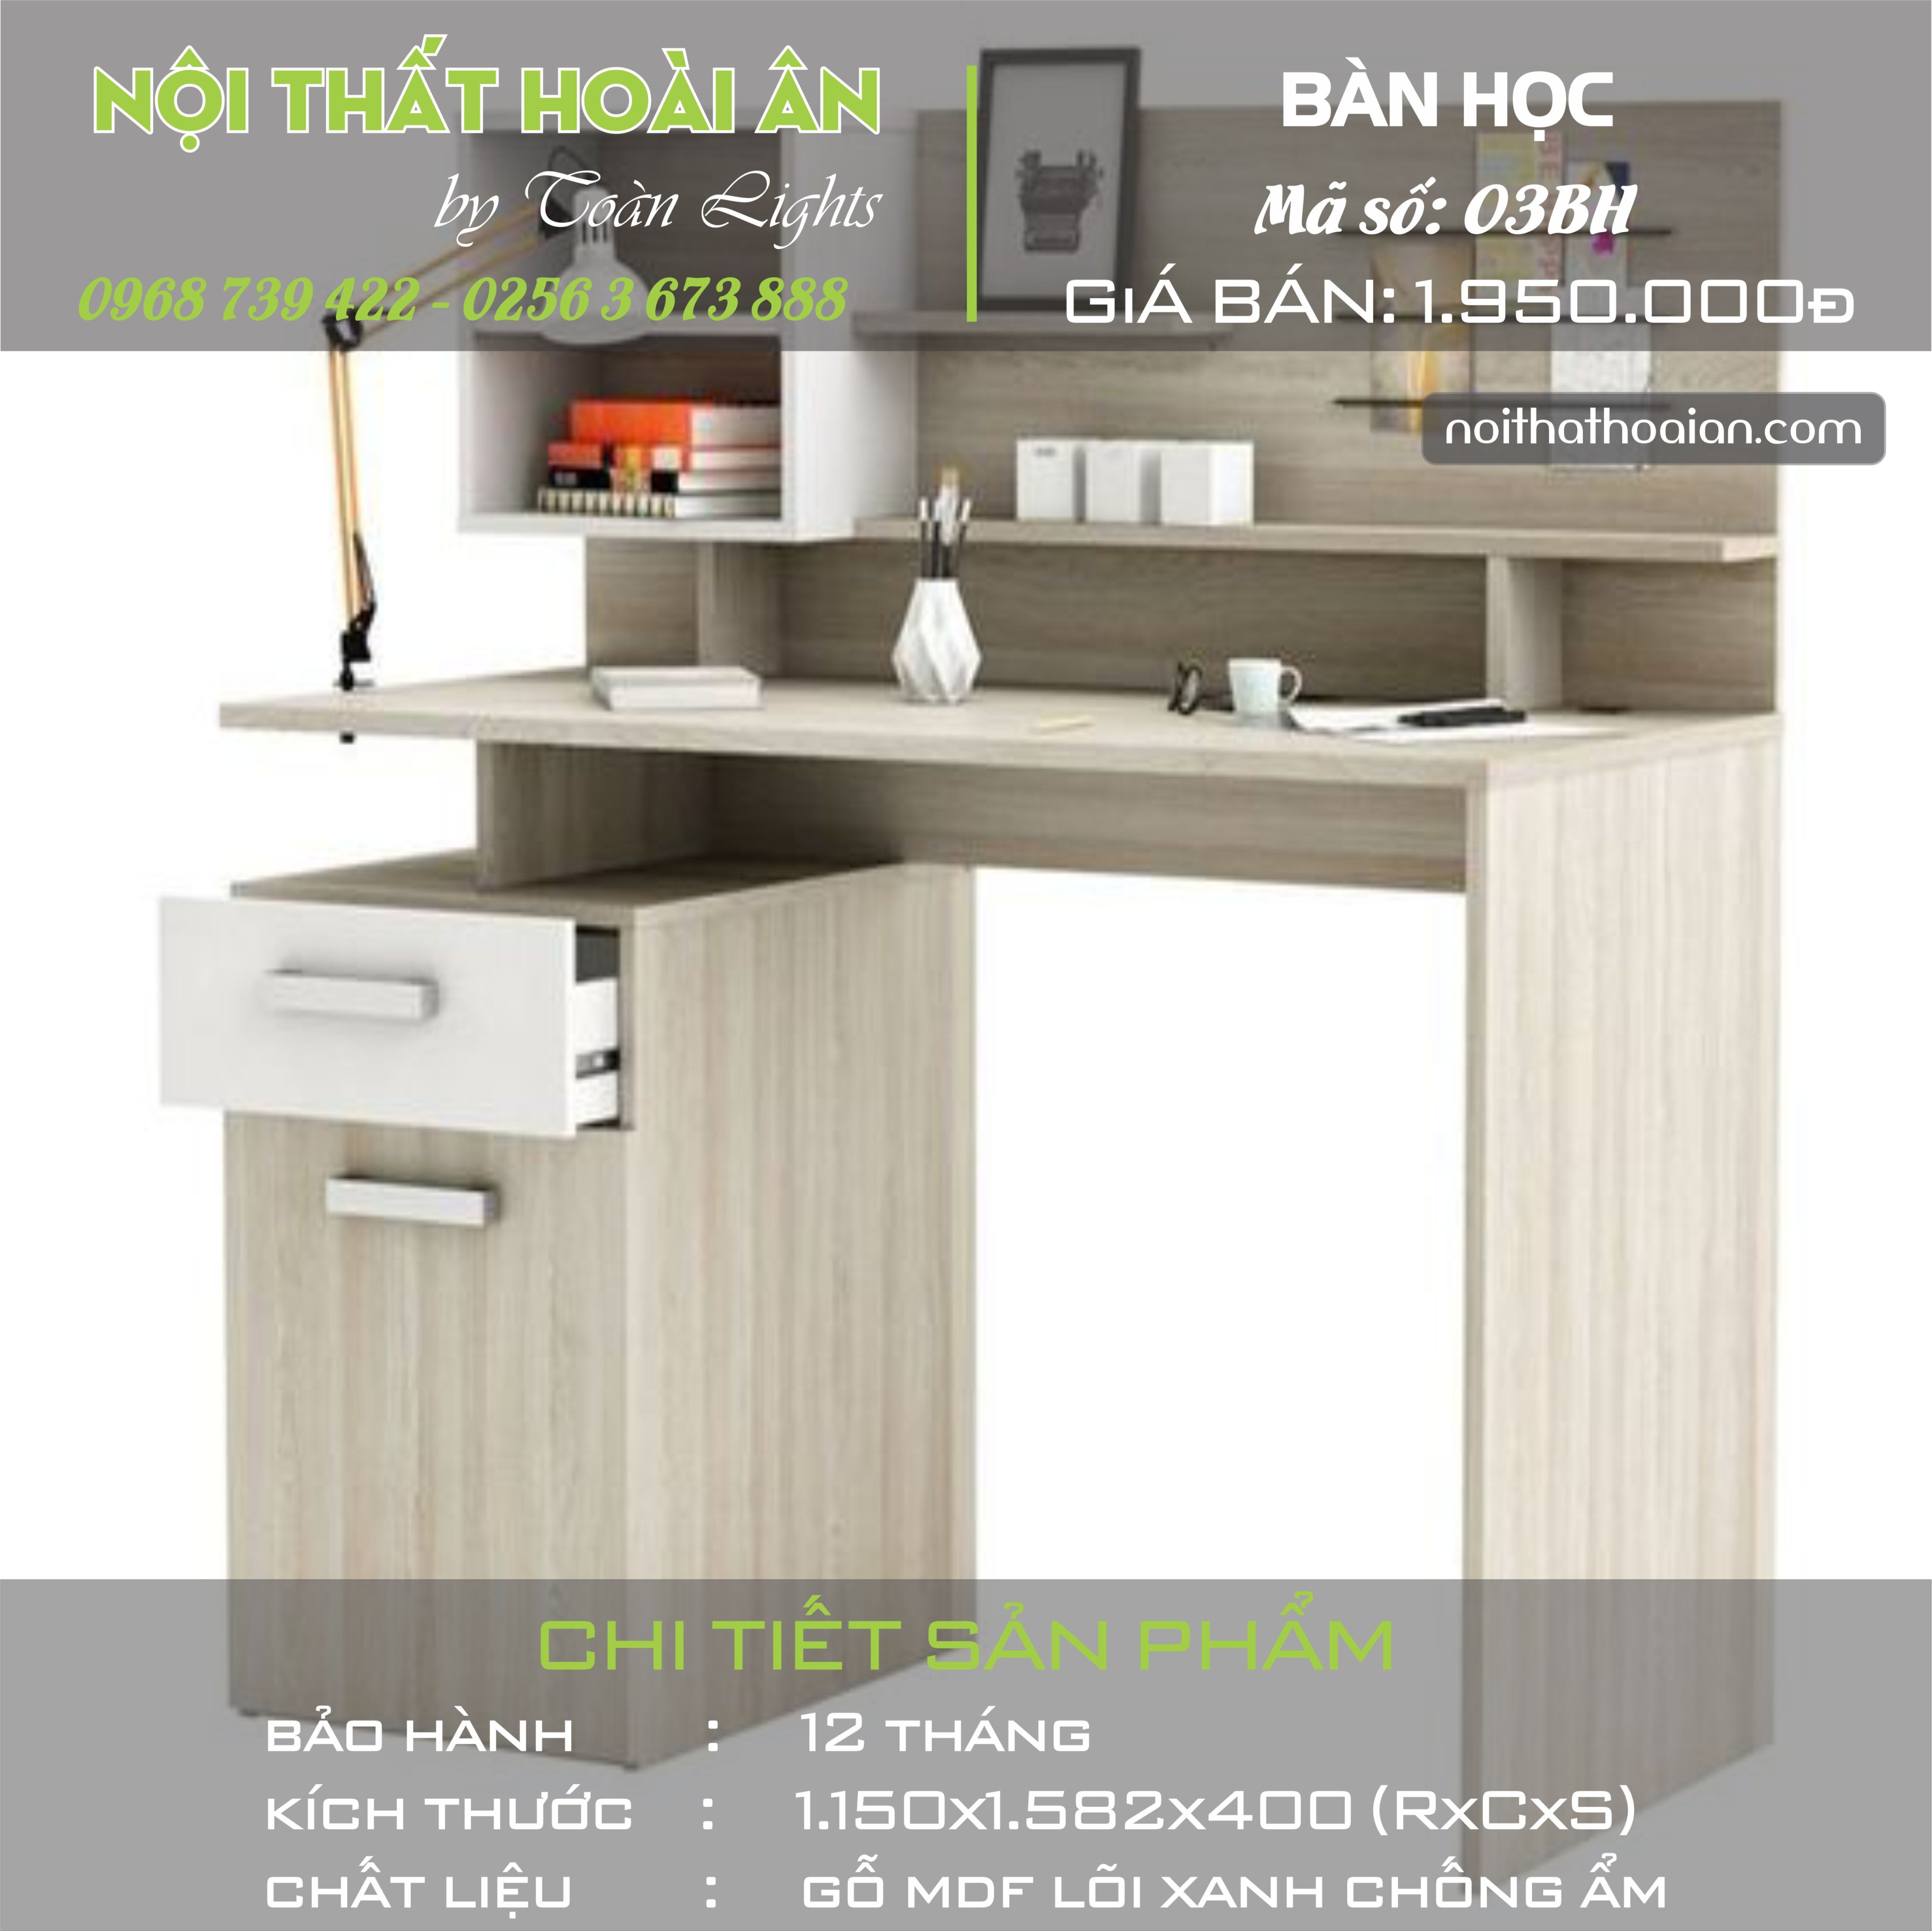 NỘI THẤT HOÀI ÂN
by Toàn Lights
0968 739 422 - 0256 3 673 888
BÀN HỌC
Mã số: 03BH
GIÁ BÁN: 1.950.000Đ
noithathoaian.com
CHI TIẾT SẢN PHẨM
BẢO HÀNH : 12 THÁNG
KÍCH THƯỚC : 1.150x1.582x400 (RxCxS)
CHẤT LIỆU : GỖ MDF LÕI XANH CHỐNG ẨM